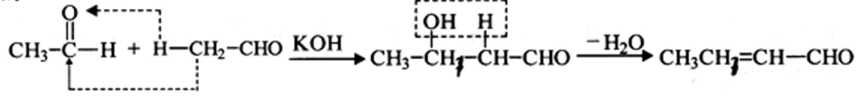 O
OH H
CH₃-C-H + H-CH₂-CHO KOH CH₃-CH-CH-CHO -H₂O CH₃CH=CH-CHO